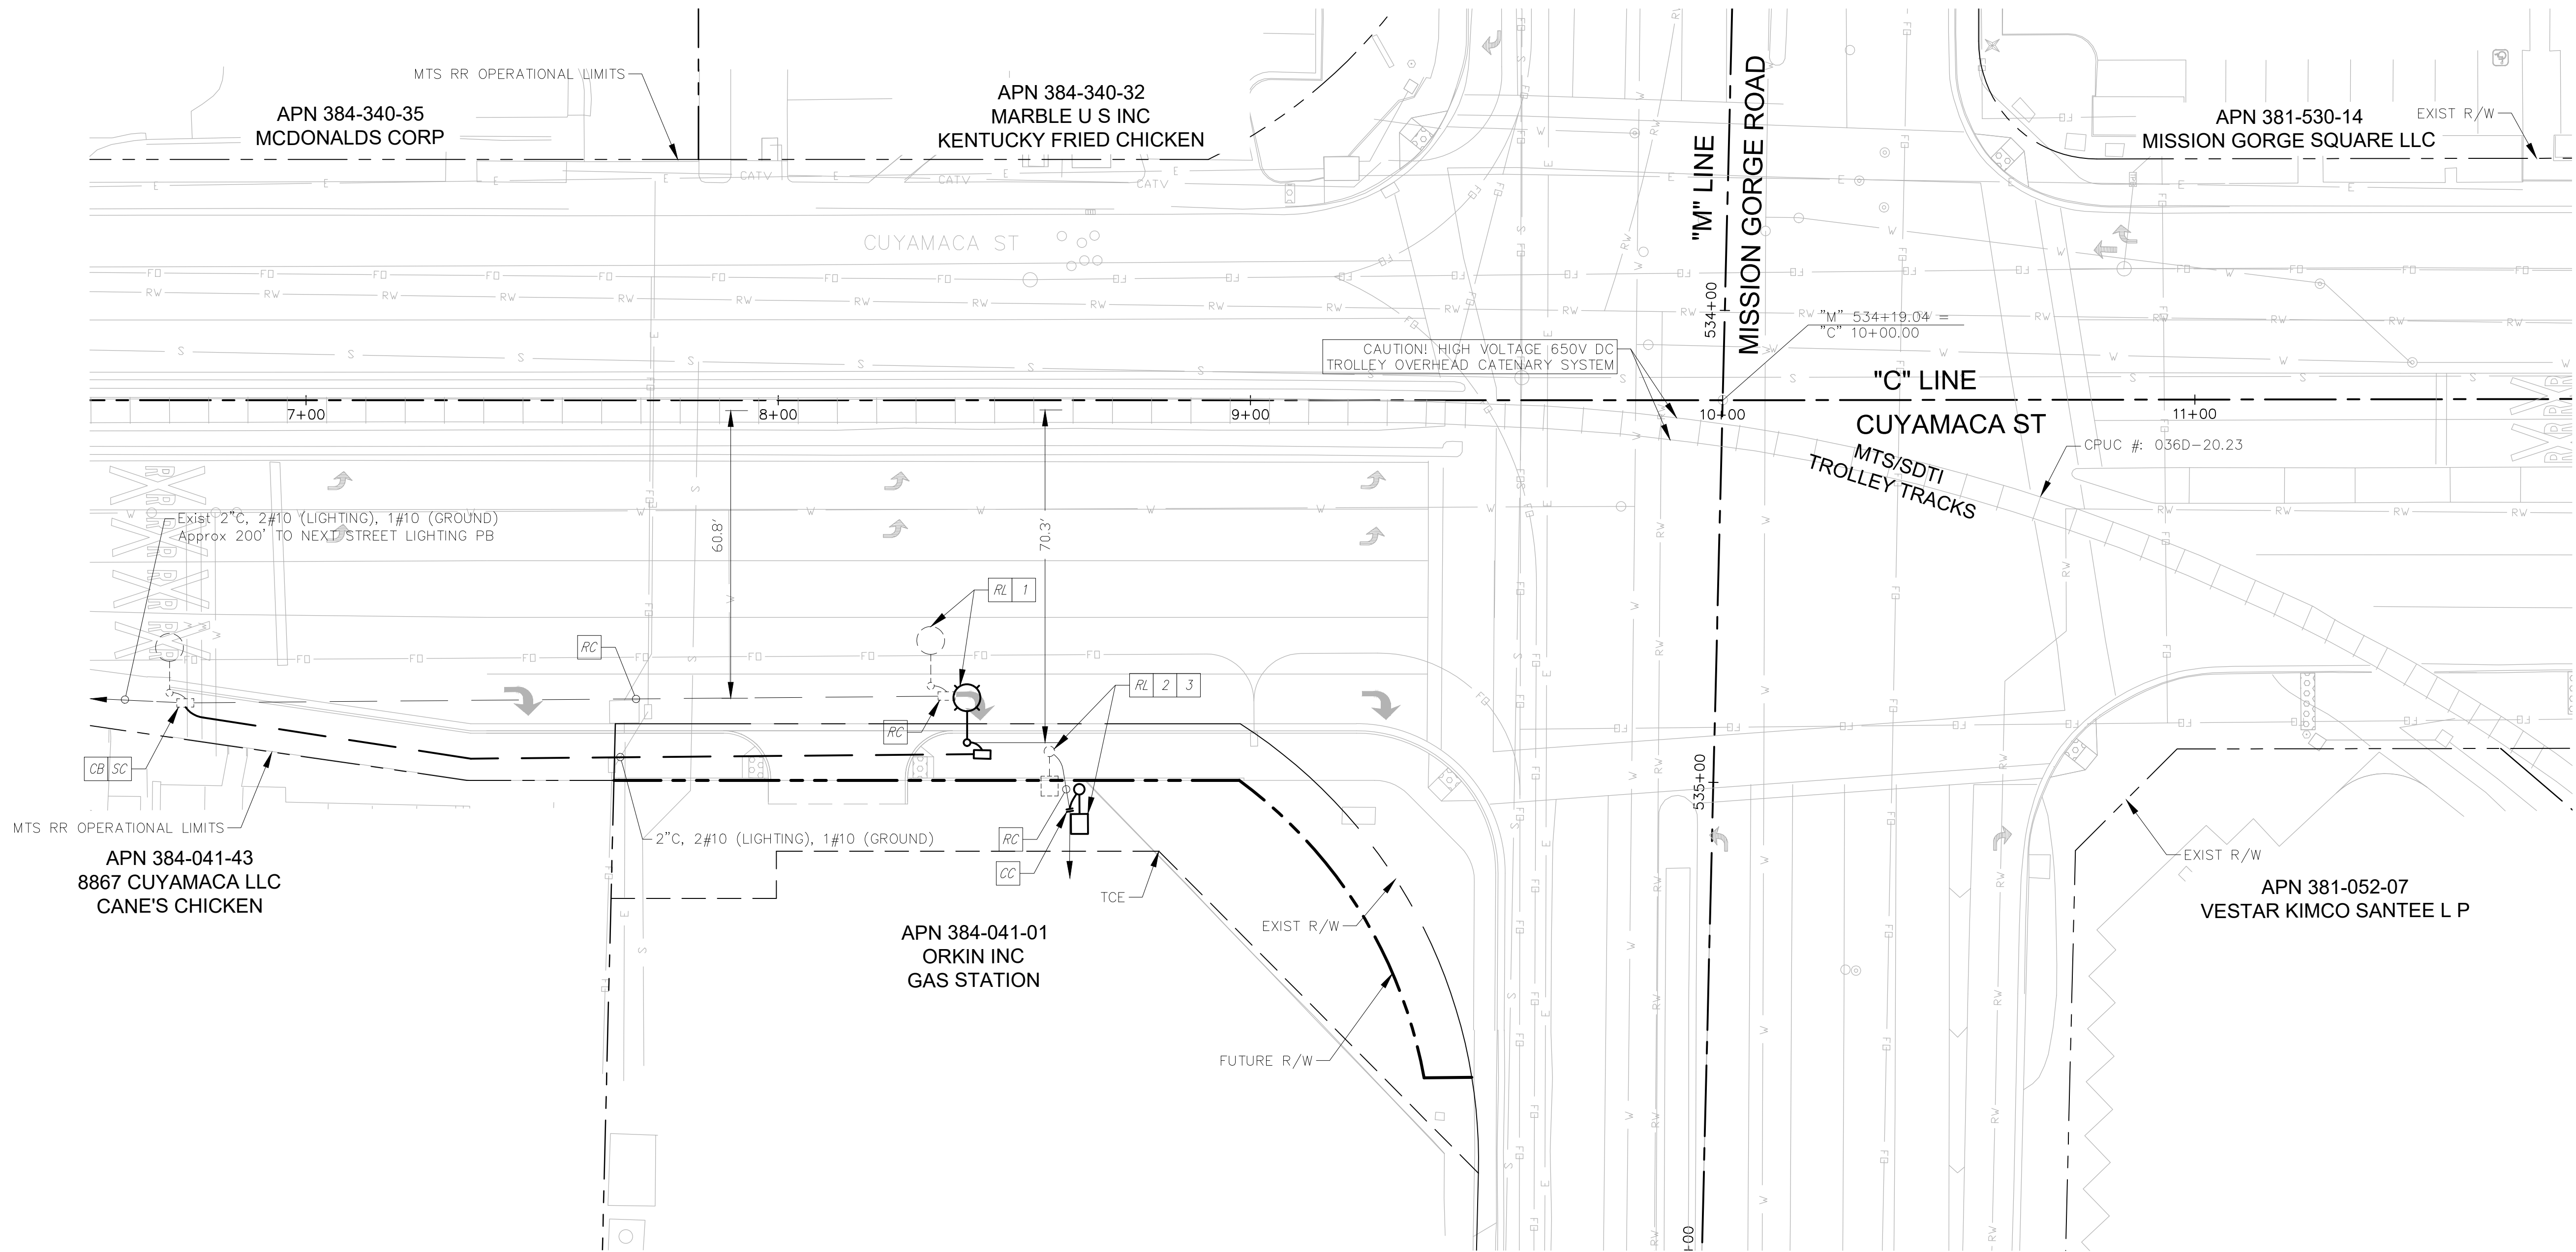 MTS RR OPERATIONAL LIMITS
APN 384-340-35
MCDONALDS CORP
APN 384-340-32
MARBLE U S INC
KENTUCKY FRIED CHICKEN
"M" LINE
MISSION GORGE ROAD
APN 381-530-14
MISSION GORGE SQUARE LLC
EXIST R/W
E E E E E E
CATV CATV CATV
CUYAMACA ST
534+00
"M" 534+19.04 =
"C" 10+00.00
CAUTION! HIGH VOLTAGE 650V DC
TROLLEY OVERHEAD CATENARY SYSTEM
"C" LINE
7+00
8+00
9+00
10+00
11+00
CUYAMACA ST
MTS/SDTI
TROLLEY TRACKS
CPUC #: 036D-20.23
Exist 2"C, 2#10 (LIGHTING), 1#10 (GROUND)
Approx 200' TO NEXT STREET LIGHTING PB
60.8'
70.3'
RL 1
RC
RL 2 3
RC
CB SC
MTS RR OPERATIONAL LIMITS
APN 384-041-43
8867 CUYAMACA LLC
CANE'S CHICKEN
2"C, 2#10 (LIGHTING), 1#10 (GROUND)
RC
CC
TCE
APN 384-041-01
ORKIN INC
GAS STATION
EXIST R/W
FUTURE R/W
535+00
EXIST R/W
APN 381-052-07
VESTAR KIMCO SANTEE L P
+00